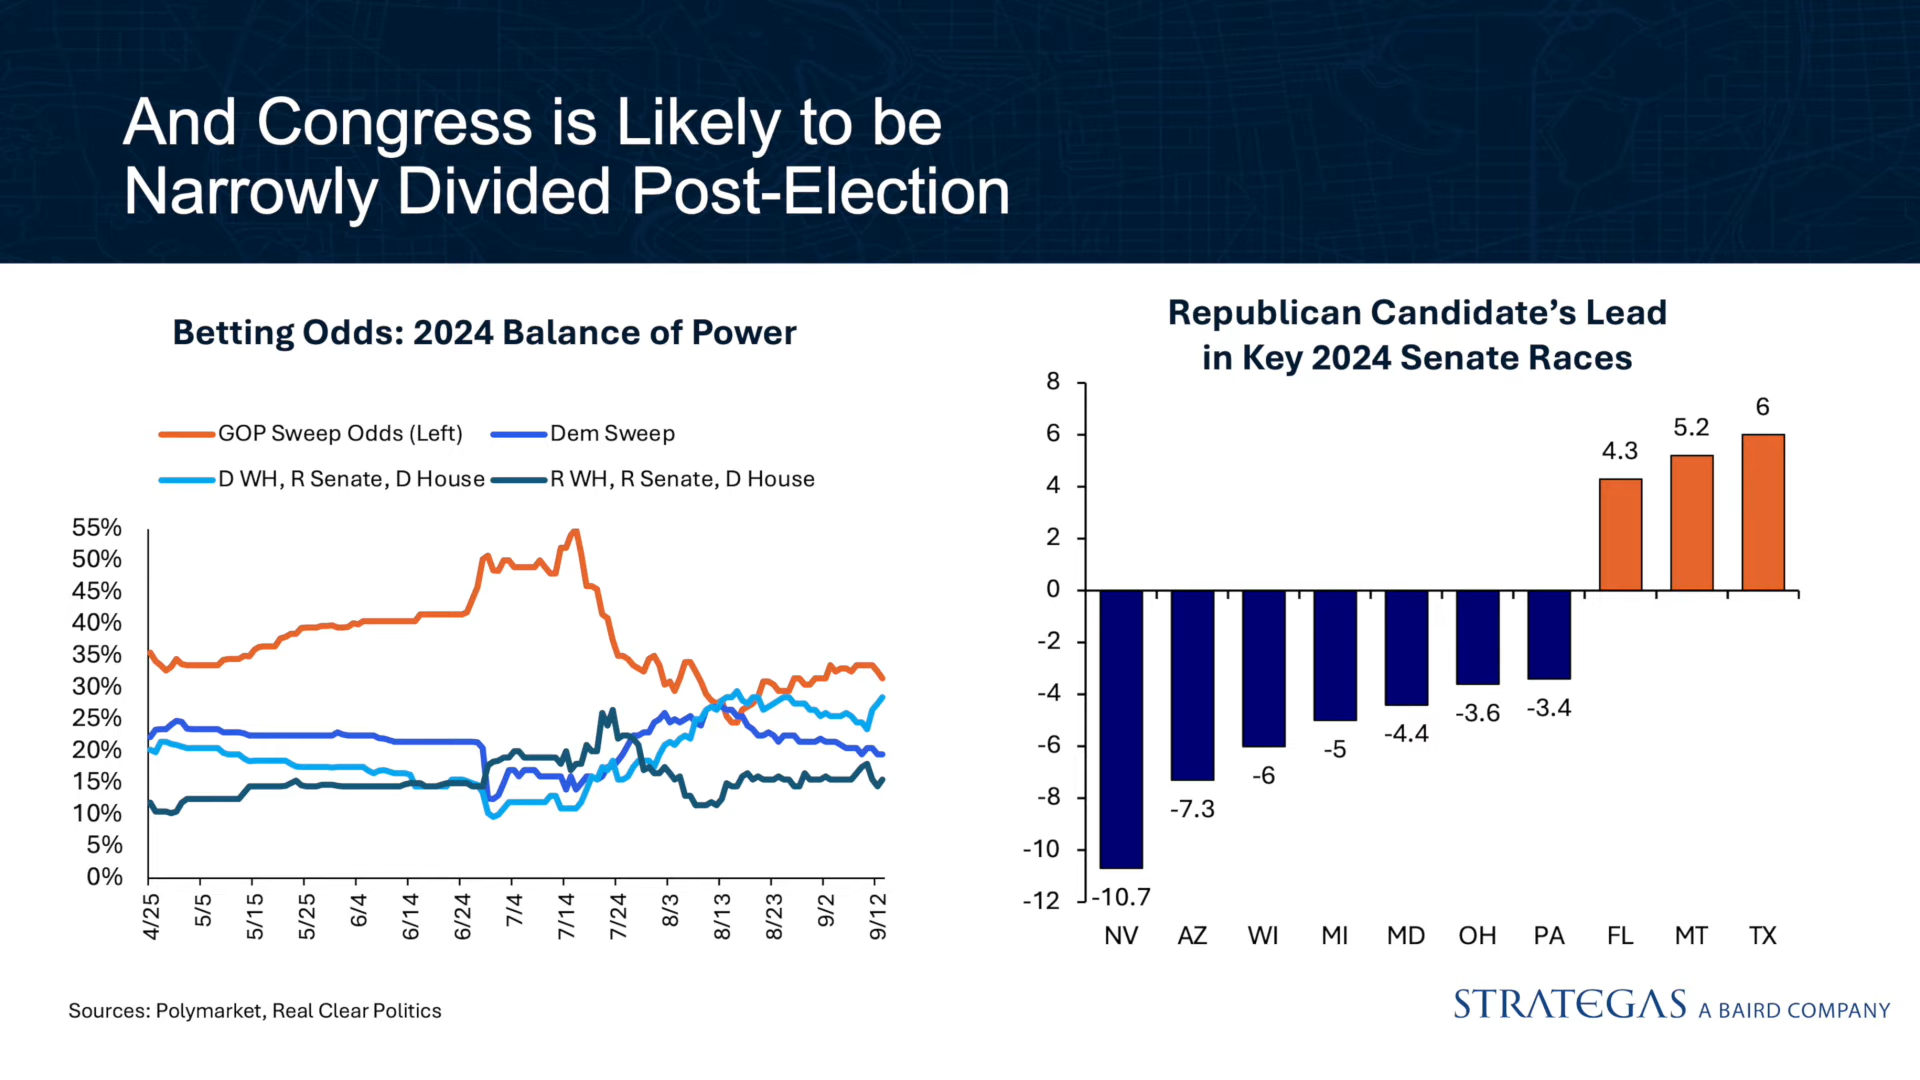 And Congress is Likely to be
Narrowly Divided Post-Election
Betting Odds: 2024 Balance of Power
GOP Sweep Odds (Left)
Dem Sweep
D WH, R Senate, D House
R WH, R Senate, D House
55%
50%
45%
40%
35%
30%
25%
20%
15%
10%
5%
0%
4/25
5/5
5/15
5/25
6/4
6/14
6/24
7/4
7/14
7/24
8/3
8/13
8/23
9/2
9/12
Republican Candidate’s Lead
in Key 2024 Senate Races
8
6
4
2
0
-2
-4
-6
-8
-10
-12
-10.7
-7.3
-6
-5
-4.4
-3.6
-3.4
4.3
5.2
6
NV
AZ
WI
MI
MD
OH
PA
FL
MT
TX
Sources: Polymarket, Real Clear Politics
STRATEGAS A BAIRD COMPANY